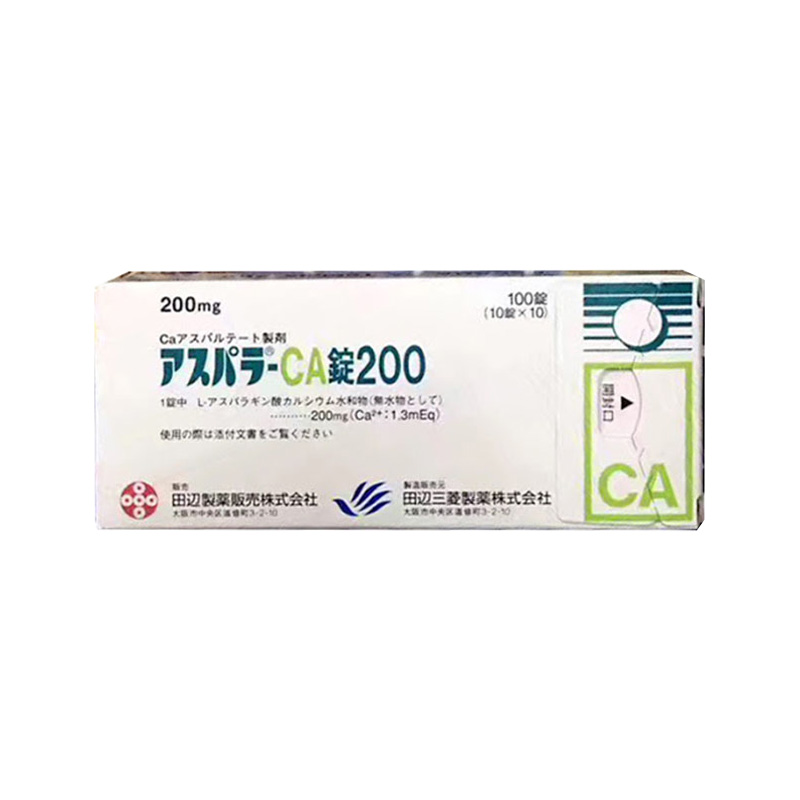 200mg
100錠
(10錠×10)
Caアスパルテート製剤
アスパラ®-CA錠200
1錠中 L-アスパラギン酸カルシウム水和物(無水物として)
‥‥‥‥‥200mg(Ca²⁺:1.3mEq)
使用の際は添付文書をご覧ください
販売
田辺製薬販売株式会社
大阪市中央区道修町3-2-10
製造販売元
田辺三菱製薬株式会社
大阪市中央区道修町3-2-10
開封口
CA